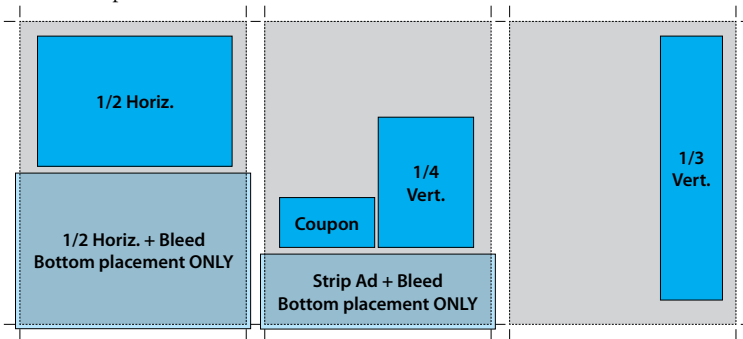 1/2 Horiz.
1/2 Horiz. + Bleed
Bottom placement ONLY
1/4
Vert.
Coupon
Strip Ad + Bleed
Bottom placement ONLY
1/3
Vert.